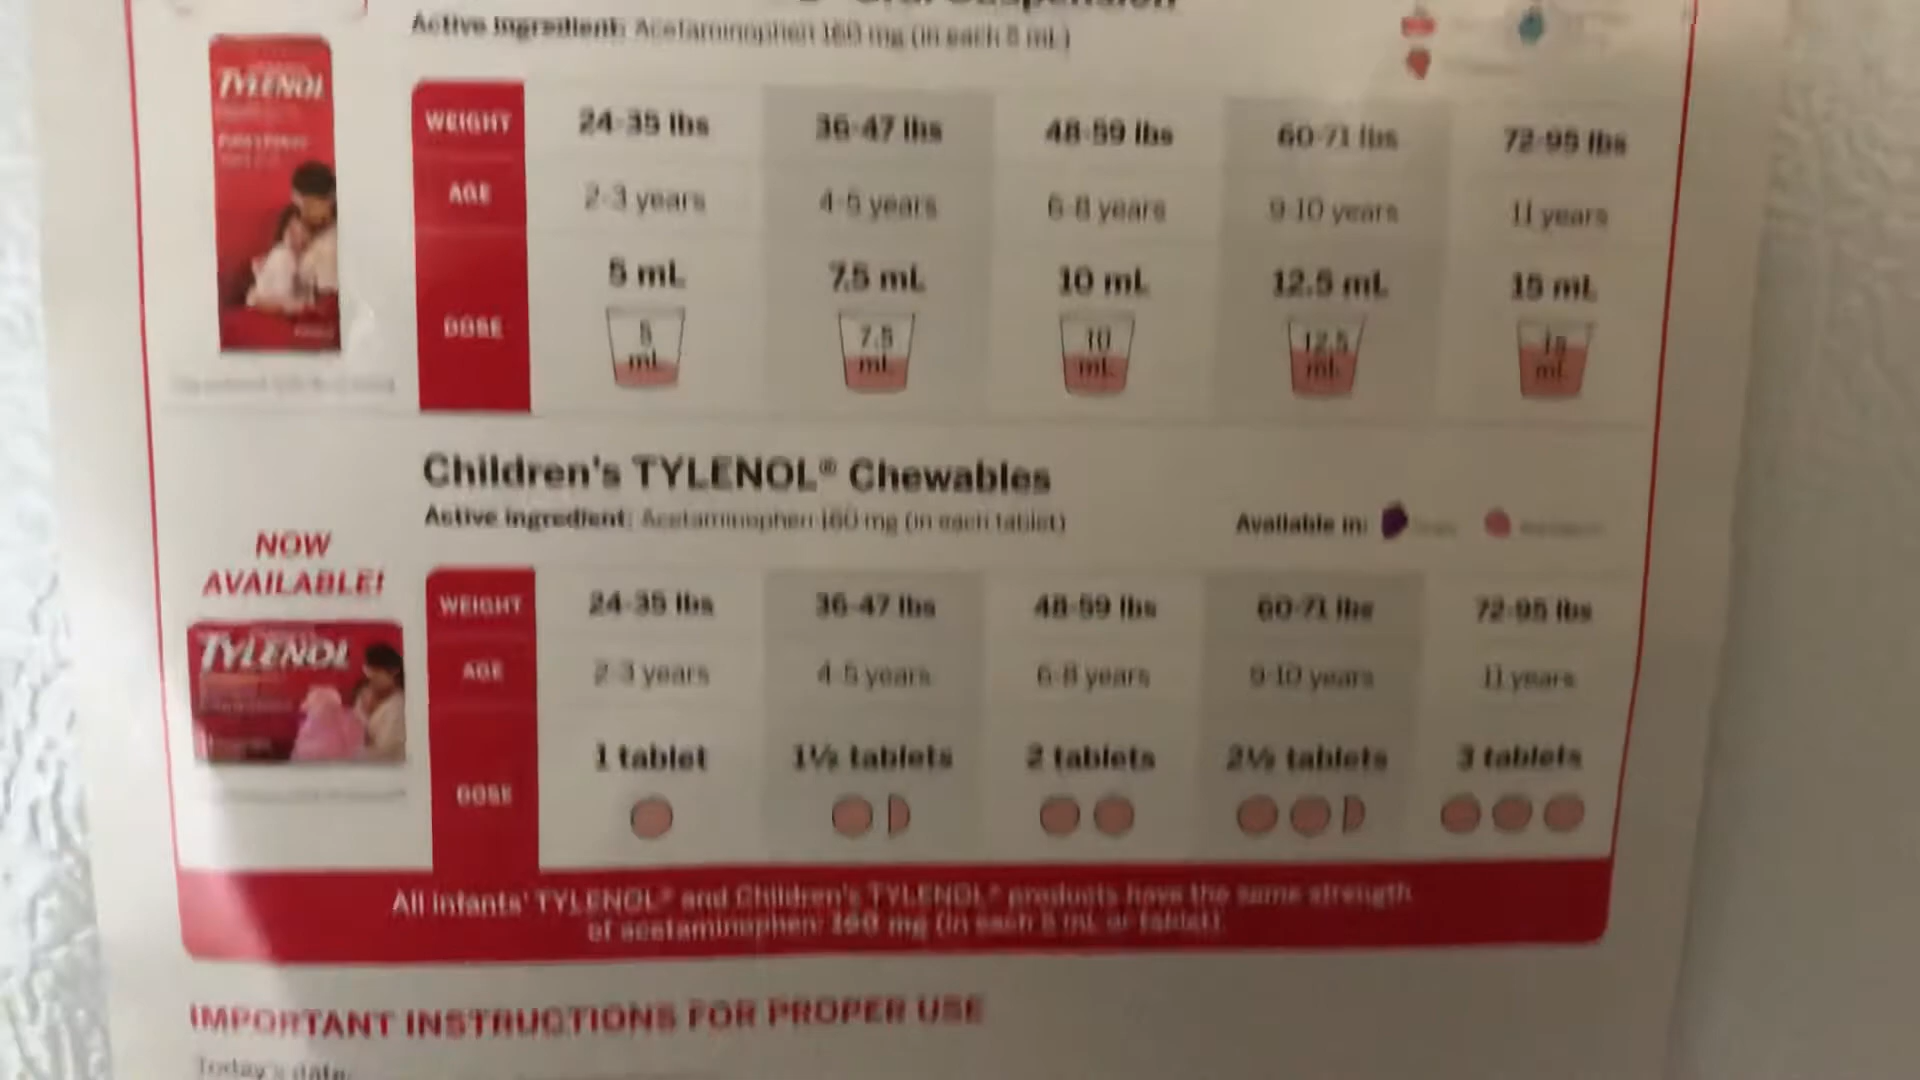 Oral Suspension
Active ingredient: Acetaminophen 160 mg (in each 5 mL)
TYLENOL
WEIGHT 24-35 lbs 36-47 lbs 48-59 lbs 60-71 lbs 72-95 lbs
AGE 2-3 years 4-5 years 6-8 years 9-10 years 11 years
DOSE 5 mL 7.5 mL 10 mL 12.5 mL 15 mL
5 mL 7.5 mL 10 mL 12.5 mL 15 mL
Children's TYLENOL® Chewables
Active ingredient: Acetaminophen 160 mg (in each tablet)
Available in:
NOW
AVAILABLE!
TYLENOL
WEIGHT 24-35 lbs 36-47 lbs 48-59 lbs 60-71 lbs 72-95 lbs
AGE 2-3 years 4-5 years 6-8 years 9-10 years 11 years
DOSE 1 tablet 1½ tablets 2 tablets 2½ tablets 3 tablets
All Infants' TYLENOL® and Children's TYLENOL® products have the same strength
of acetaminophen: 160 mg (in each 5 mL or tablet).
IMPORTANT INSTRUCTIONS FOR PROPER USE
Today's date: